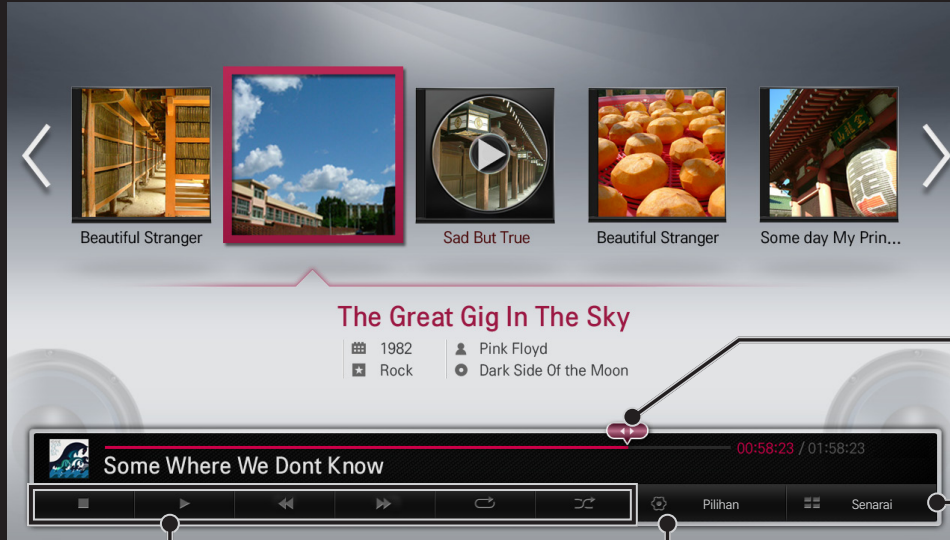 Beautiful Stranger
Sad But True
Beautiful Stranger
Some day My Prin...
The Great Gig In The Sky
1982
Pink Floyd
Rock
Dark Side Of the Moon
00:58:23 / 01:58:23
Some Where We Dont Know
Pilihan
Senarai